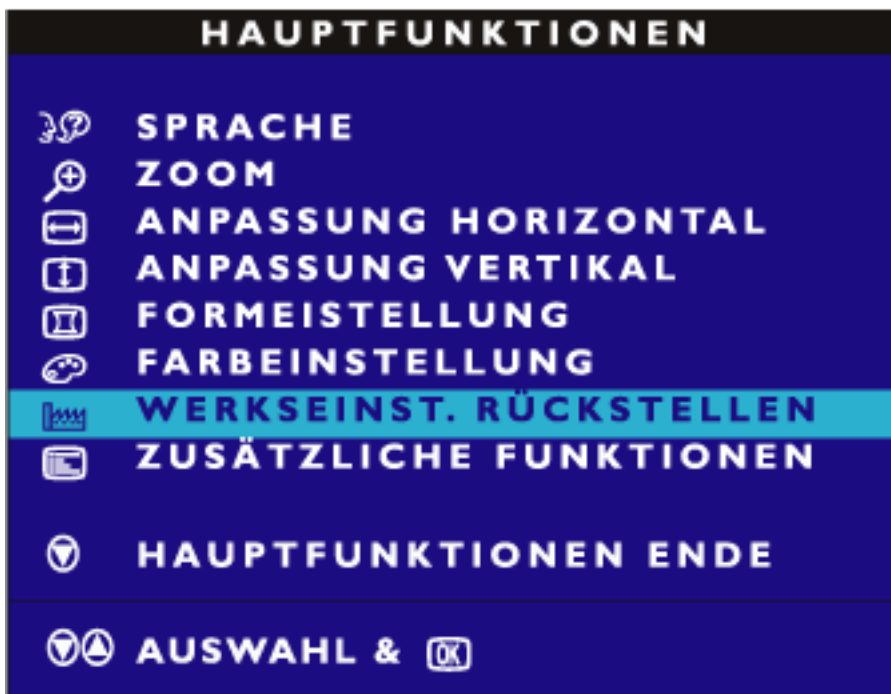 HAUPTFUNKTIONEN
SPRACHE
ZOOM
ANPASSUNG HORIZONTAL
ANPASSUNG VERTIKAL
FORMEISTELLUNG
FARBEINSTELLUNG
WERKSEINST. RÜCKSTELLEN
ZUSÄTZLICHE FUNKTIONEN
HAUPTFUNKTIONEN ENDE
AUSWAHL & OK